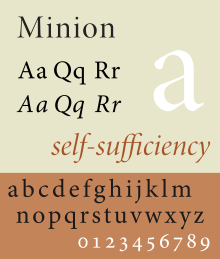 Minion
Aa Qq Rr
a
Aa Qq Rr
self-sufficiency
abcdefghijklm
nopqrstuvwxyz
0123456789